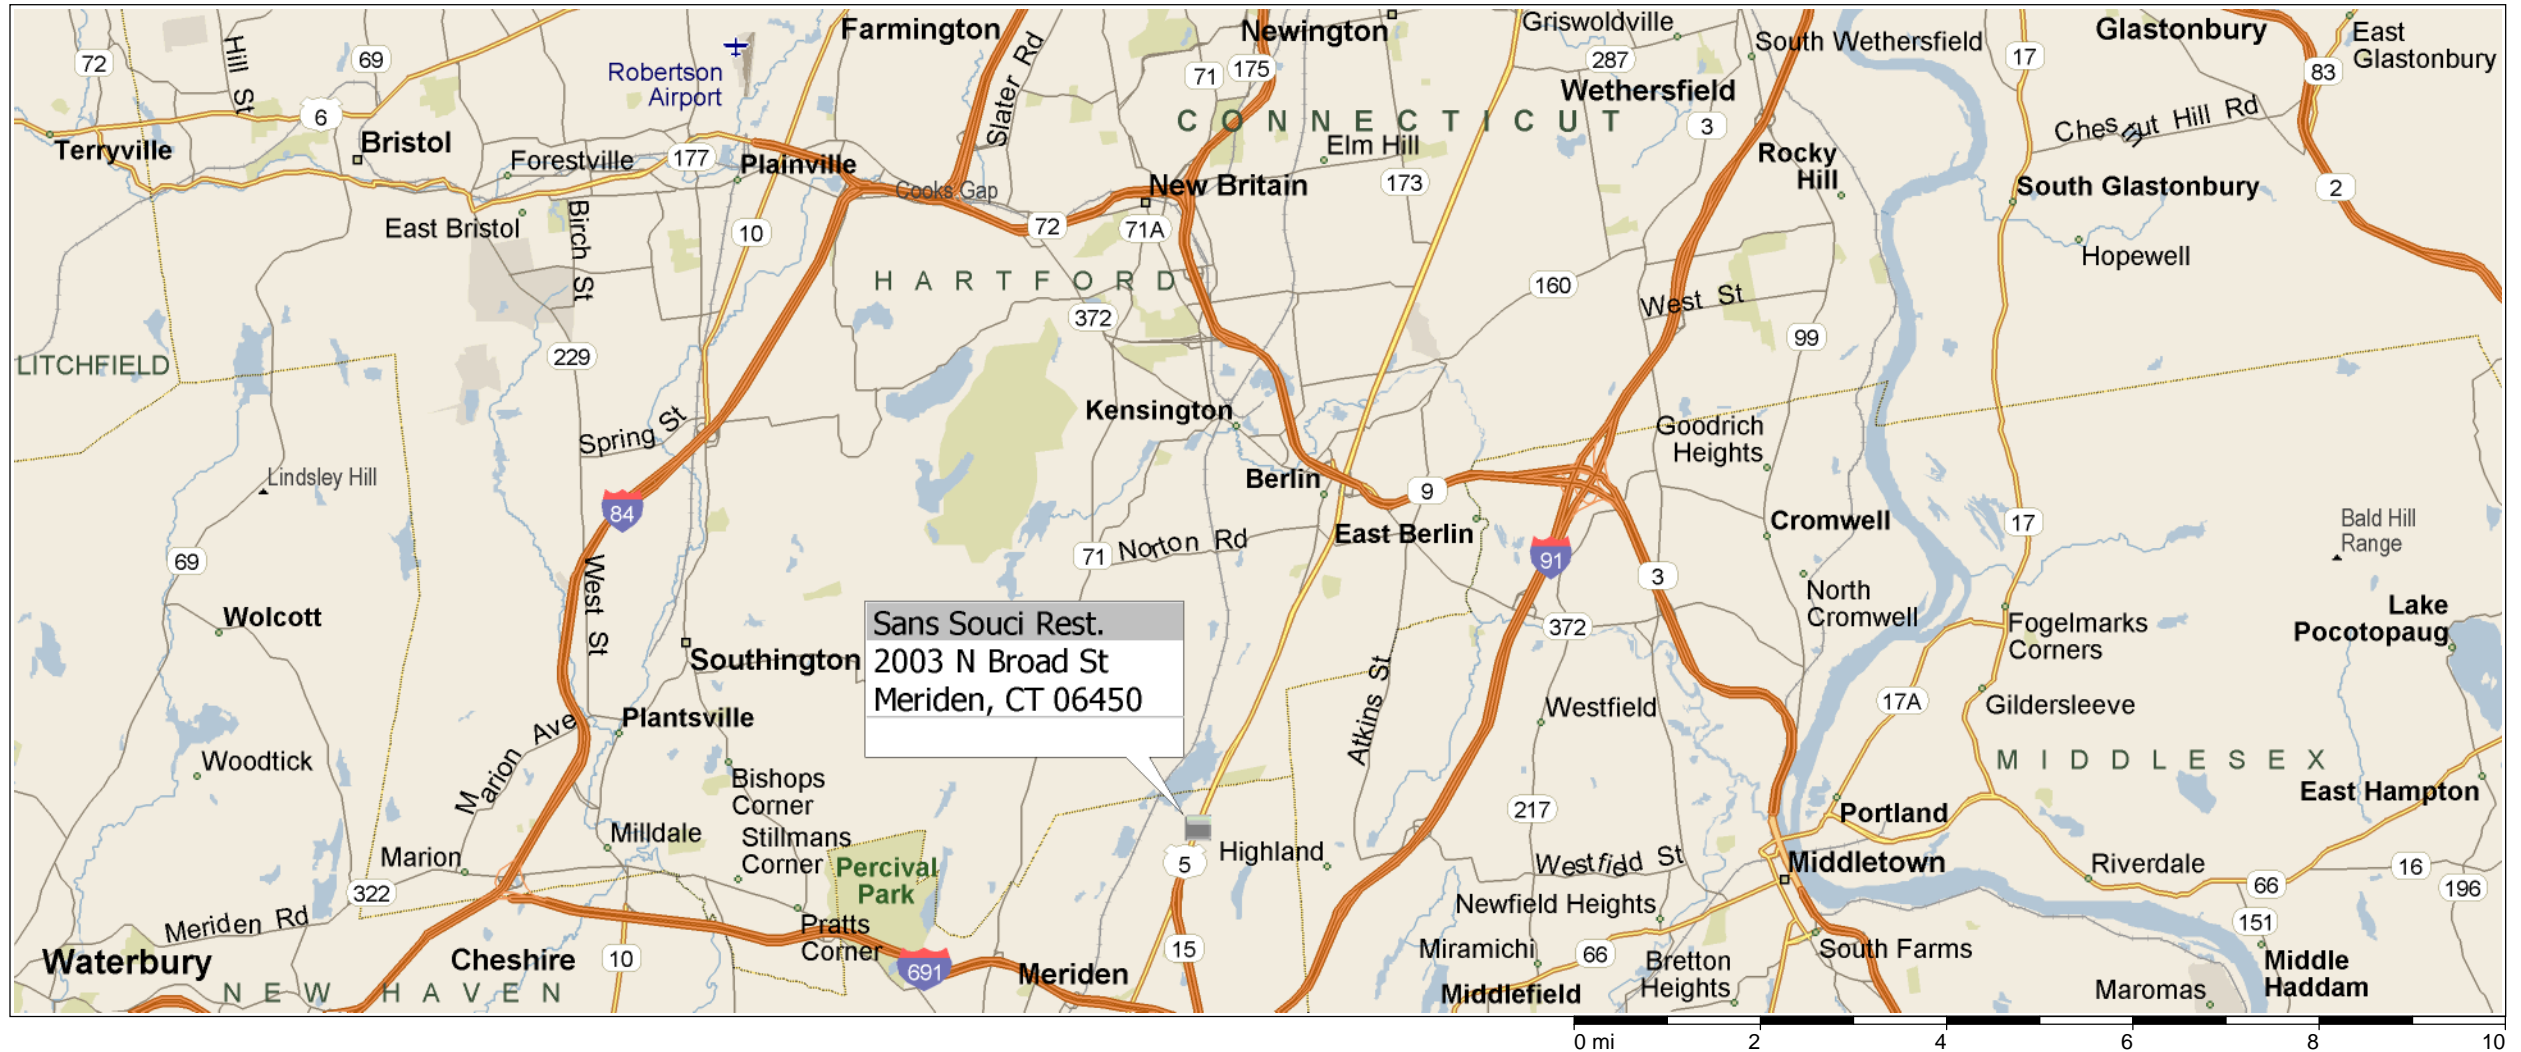 Farmington
Newington
Griswoldville
South Wethersfield
Glastonbury
East
Glastonbury
72
Hill St
69
Robertson
Airport
Slater Rd
71
175
287
17
83
Wethersfield
CONNECTICUT
6
3
Chesnut Hill Rd
Terryville
Bristol
Forestville
177
Plainville
Cooks Gap
New Britain
Elm Hill
173
Rocky
Hill
South Glastonbury
2
East Bristol
Birch St
10
72
71A
Hopewell
HARTFORD
160
West St
372
99
LITCHFIELD
229
Spring St
Kensington
Goodrich
Heights
Lindsley Hill
84
Berlin
9
East Berlin
Cromwell
17
Bald Hill
Range
69
West St
71
Norton Rd
91
3
North
Cromwell
Wolcott
Sans Souci Rest.
2003 N Broad St
Meriden, CT 06450
372
Fogelmarks
Corners
Lake
Pocotopaug
Southington
Atkins St
Westfield
17A
Gildersleeve
Plantsville
Marion Ave
Woodtick
Bishops
Corner
MIDDLESEX
East Hampton
217
Portland
Milldale
Stillmans
Corner
Marion
Percival
Park
5
Highland
Westfield St
Middletown
Riverdale
66
16
196
322
Meriden Rd
Pratts
Corner
Newfield Heights
151
Waterbury
Cheshire
10
691
Meriden
15
Miramichi
66
Bretton
Heights
South Farms
Middle
Haddam
NEW HAVEN
Middlefield
Maromas
0 mi 2 4 6 8 10